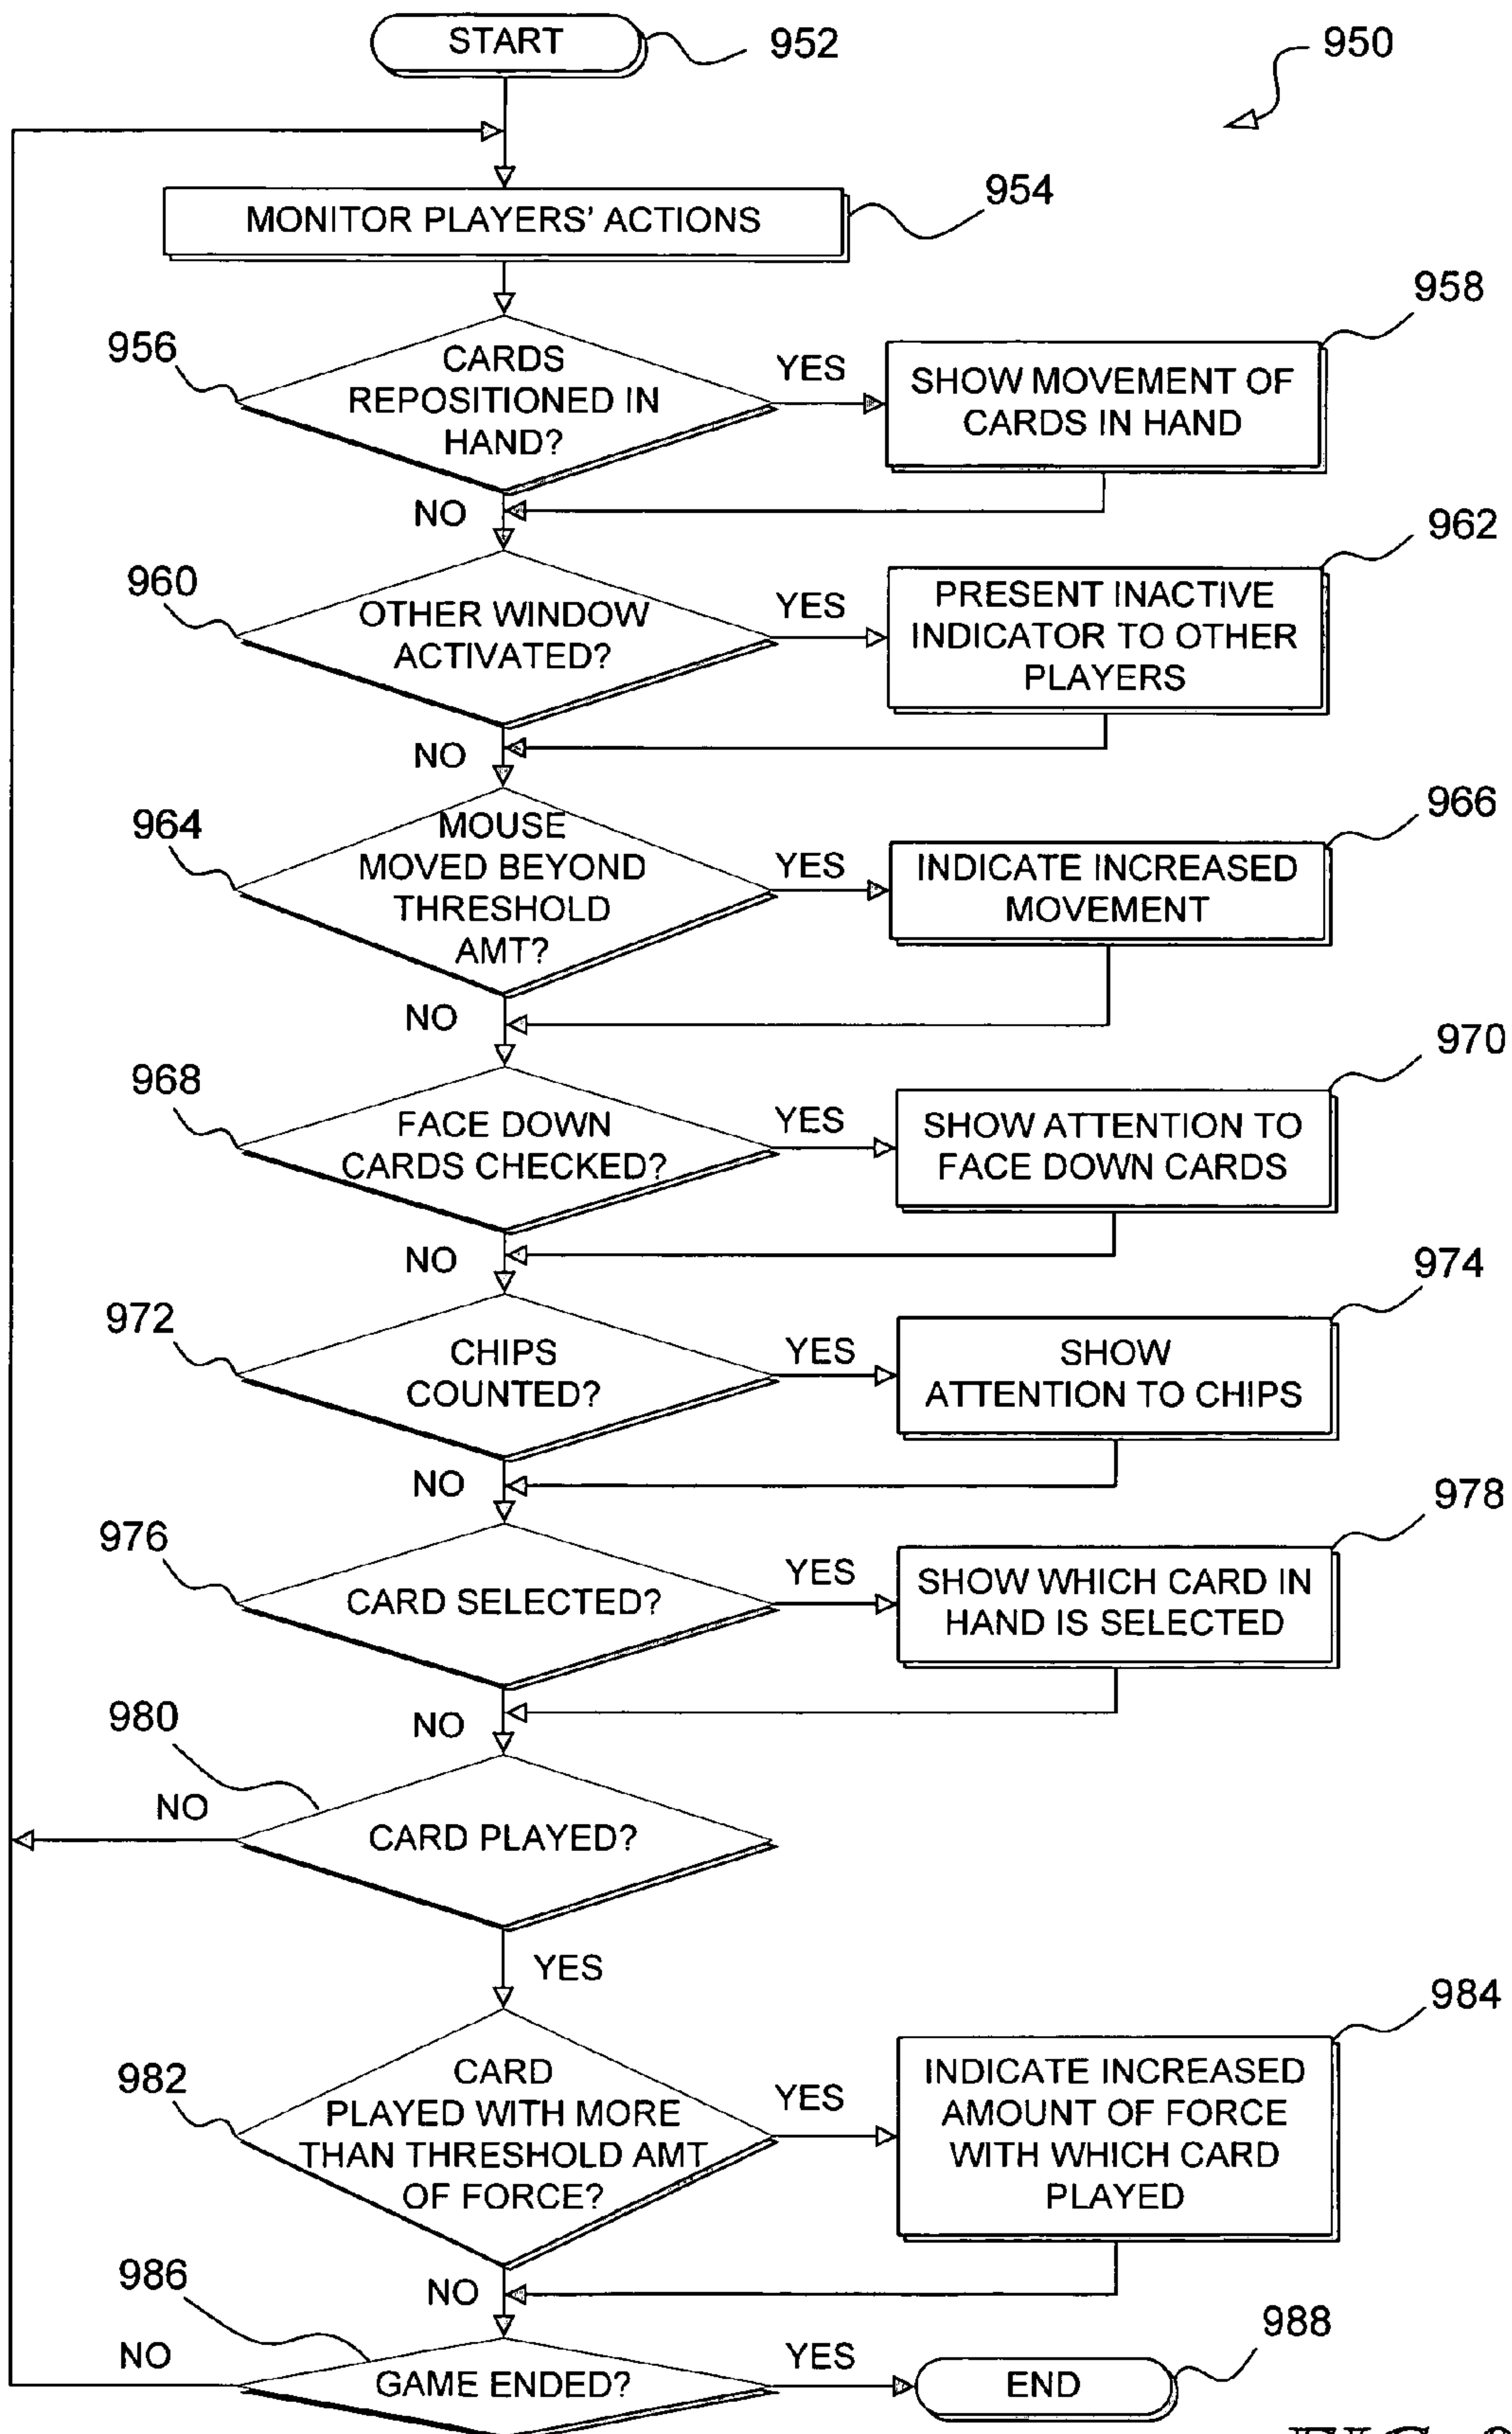 START
952
950
MONITOR PLAYERS' ACTIONS
954
956
CARDS
REPOSITIONED IN
HAND?
YES
SHOW MOVEMENT OF
CARDS IN HAND
958
NO
960
OTHER WINDOW
ACTIVATED?
YES
PRESENT INACTIVE
INDICATOR TO OTHER
PLAYERS
962
NO
964
MOUSE
MOVED BEYOND
THRESHOLD
AMT?
YES
INDICATE INCREASED
MOVEMENT
966
NO
968
FACE DOWN
CARDS CHECKED?
YES
SHOW ATTENTION TO
FACE DOWN CARDS
970
NO
972
CHIPS
COUNTED?
YES
SHOW
ATTENTION TO CHIPS
974
NO
976
CARD SELECTED?
YES
SHOW WHICH CARD IN
HAND IS SELECTED
978
NO
980
NO
CARD PLAYED?
YES
982
CARD
PLAYED WITH MORE
THAN THRESHOLD AMT
OF FORCE?
YES
INDICATE INCREASED
AMOUNT OF FORCE
WITH WHICH CARD
PLAYED
984
NO
986
NO
GAME ENDED?
YES
END
988